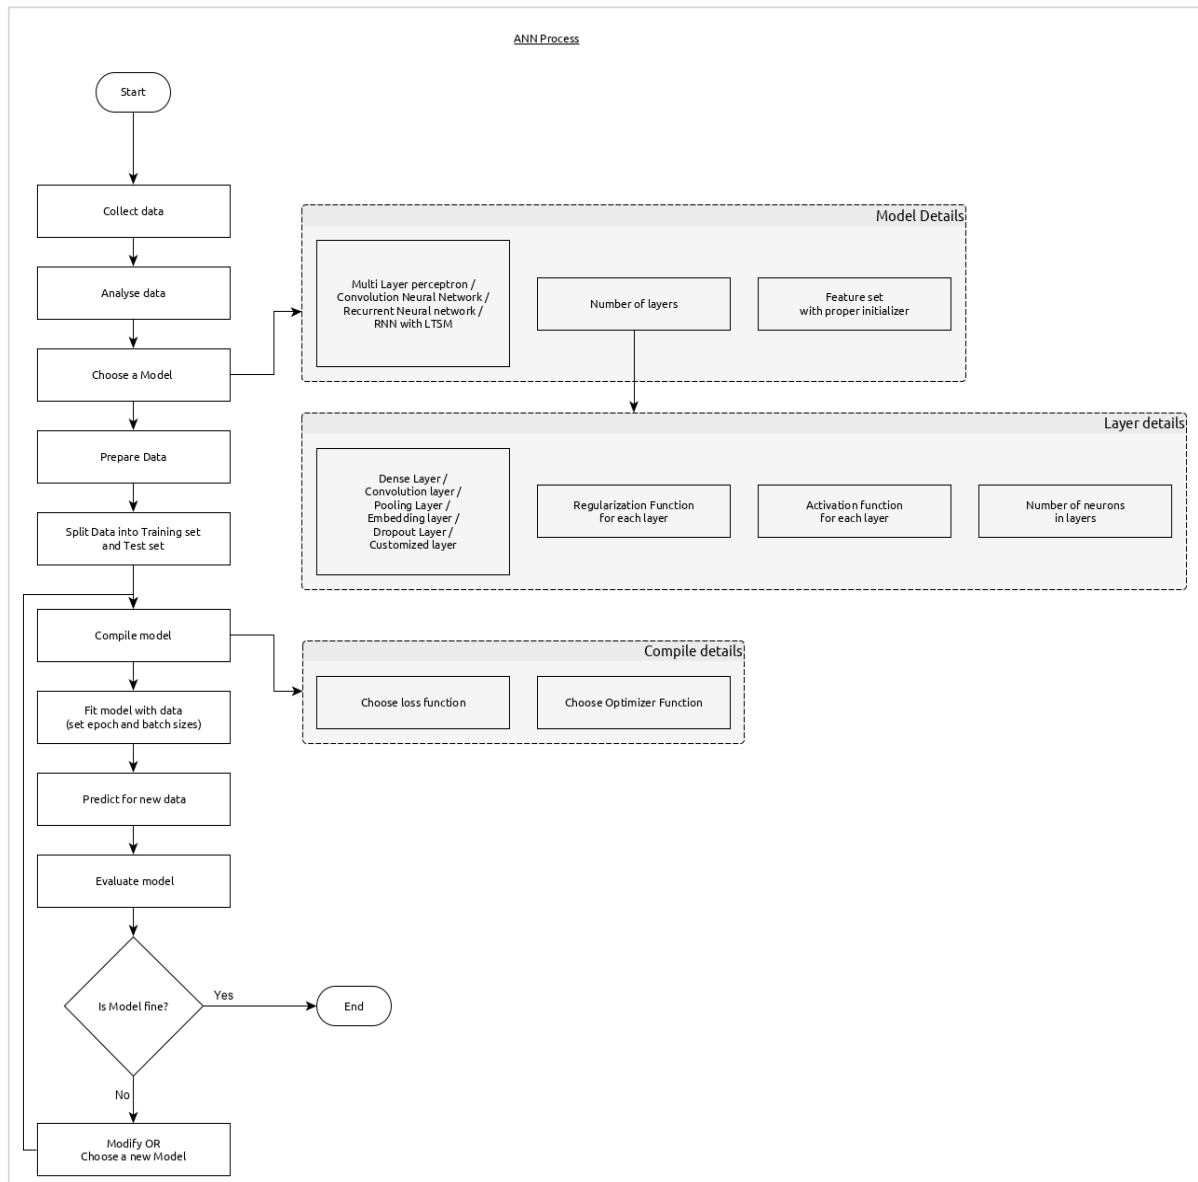 ANN Process
Start
Collect data
Analyse data
Choose a Model
Prepare Data
Split Data into Training set
and Test set
Compile model
Fit model with data
(set epoch and batch sizes)
Predict for new data
Evaluate model
Is Model fine?
Yes
End
No
Modify OR
Choose a new Model
Model Details
Multi Layer perceptron /
Convolution Neural Network /
Recurrent Neural network /
RNN with LTSM
Number of layers
Feature set
with proper initializer
Layer details
Dense Layer /
Convolution layer /
Pooling Layer /
Embedding layer /
Dropout Layer /
Customized layer
Regularization Function
for each layer
Activation function
for each layer
Number of neurons
in layers
Compile details
Choose loss function
Choose Optimizer Function